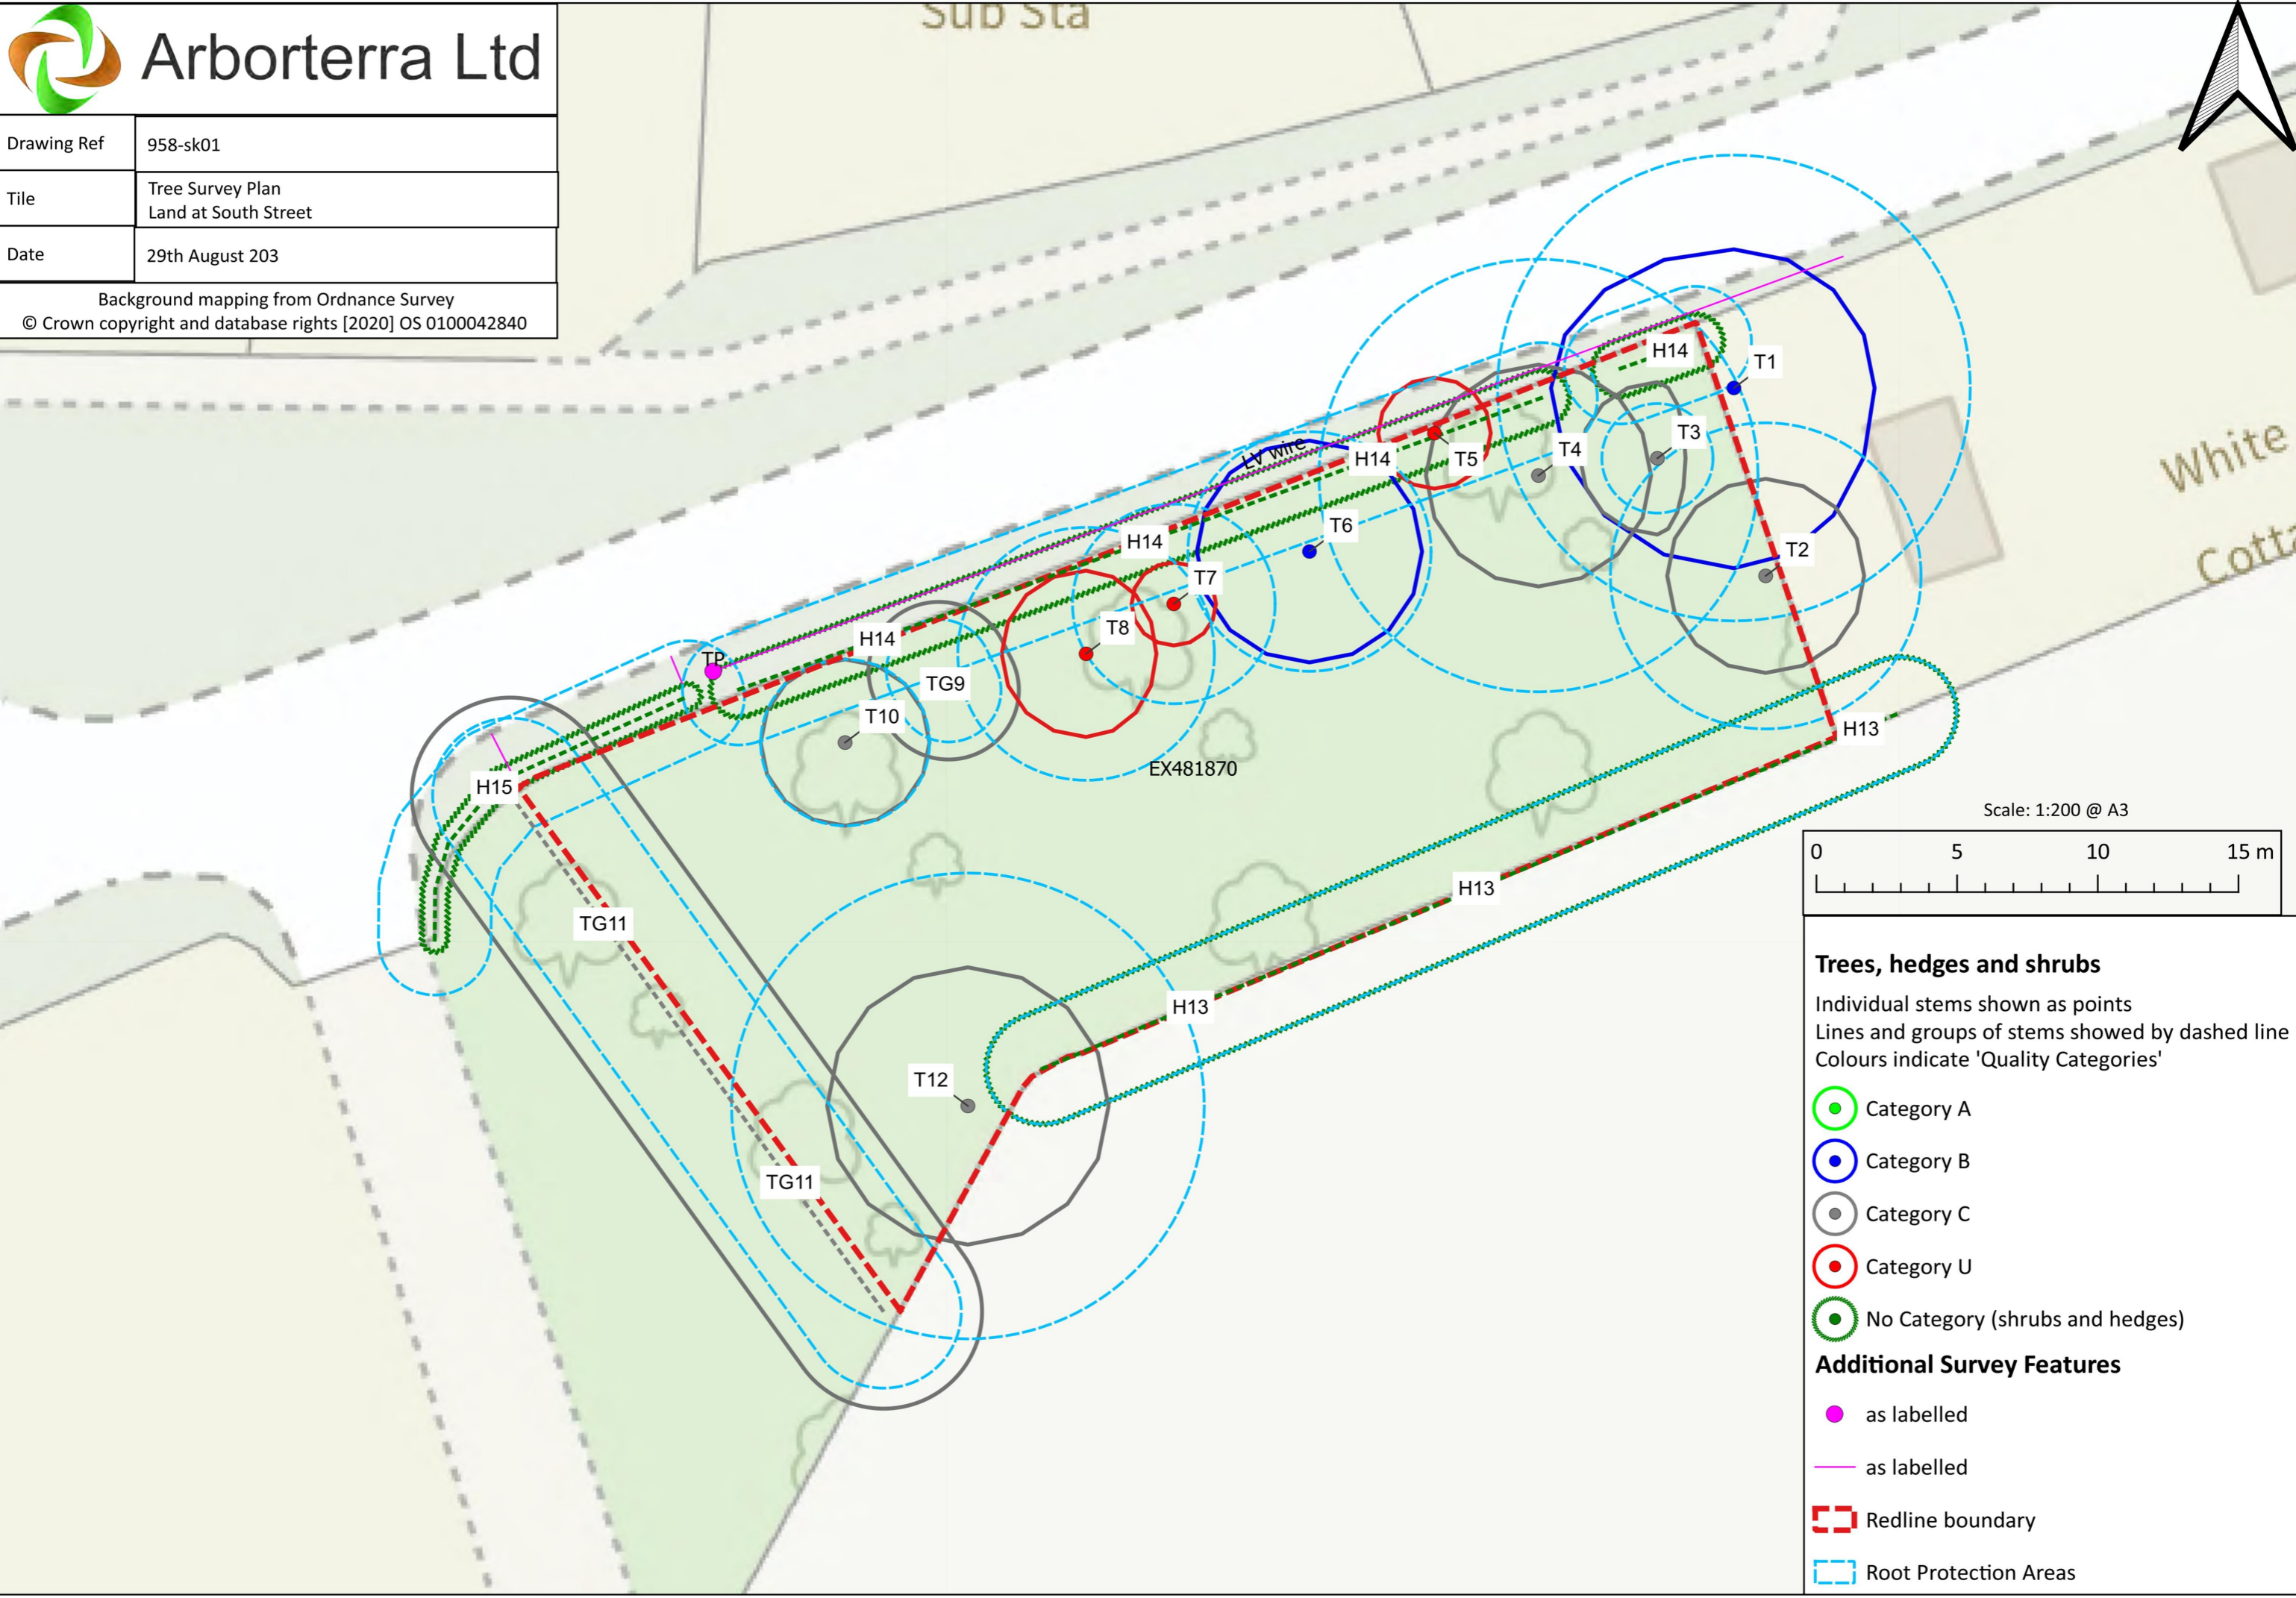 Arborterra Ltd
Drawing Ref
958-sk01
Tile
Tree Survey Plan
Land at South Street
Date
29th August 203
Background mapping from Ordnance Survey
© Crown copyright and database rights [2020] OS 0100042840
Sub Sta
H14
T1
T3
T4
LV wire
H14
T5
White
T6
H14
T2
Cotta
T7
T8
H14
TP
TG9
T10
H13
EX481870
H15
H13
TG11
H13
T12
TG11
Scale: 1:200 @ A3
0 5 10 15 m
Trees, hedges and shrubs
Individual stems shown as points
Lines and groups of stems showed by dashed line
Colours indicate 'Quality Categories'
Category A
Category B
Category C
Category U
No Category (shrubs and hedges)
Additional Survey Features
as labelled
as labelled
Redline boundary
Root Protection Areas